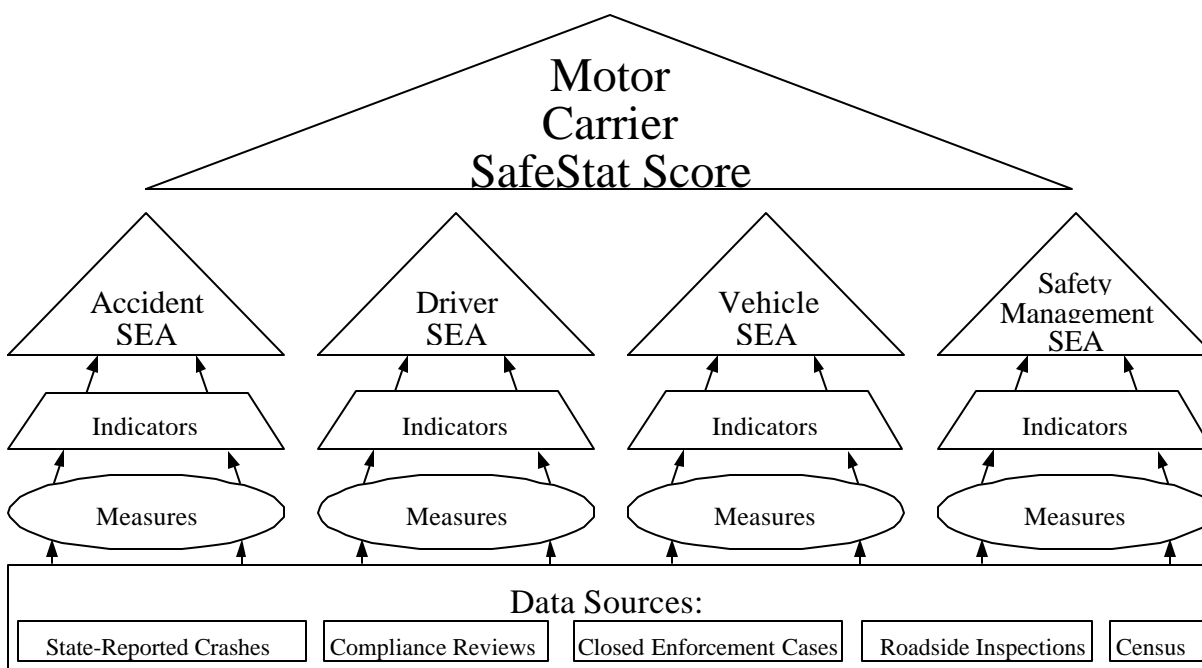 Motor
Carrier
SafeStat Score
Accident
SEA
Driver
SEA
Vehicle
SEA
Safety
Management
SEA
Indicators
Indicators
Indicators
Indicators
Measures
Measures
Measures
Measures
Data Sources:
State-Reported Crashes
Compliance Reviews
Closed Enforcement Cases
Roadside Inspections
Census